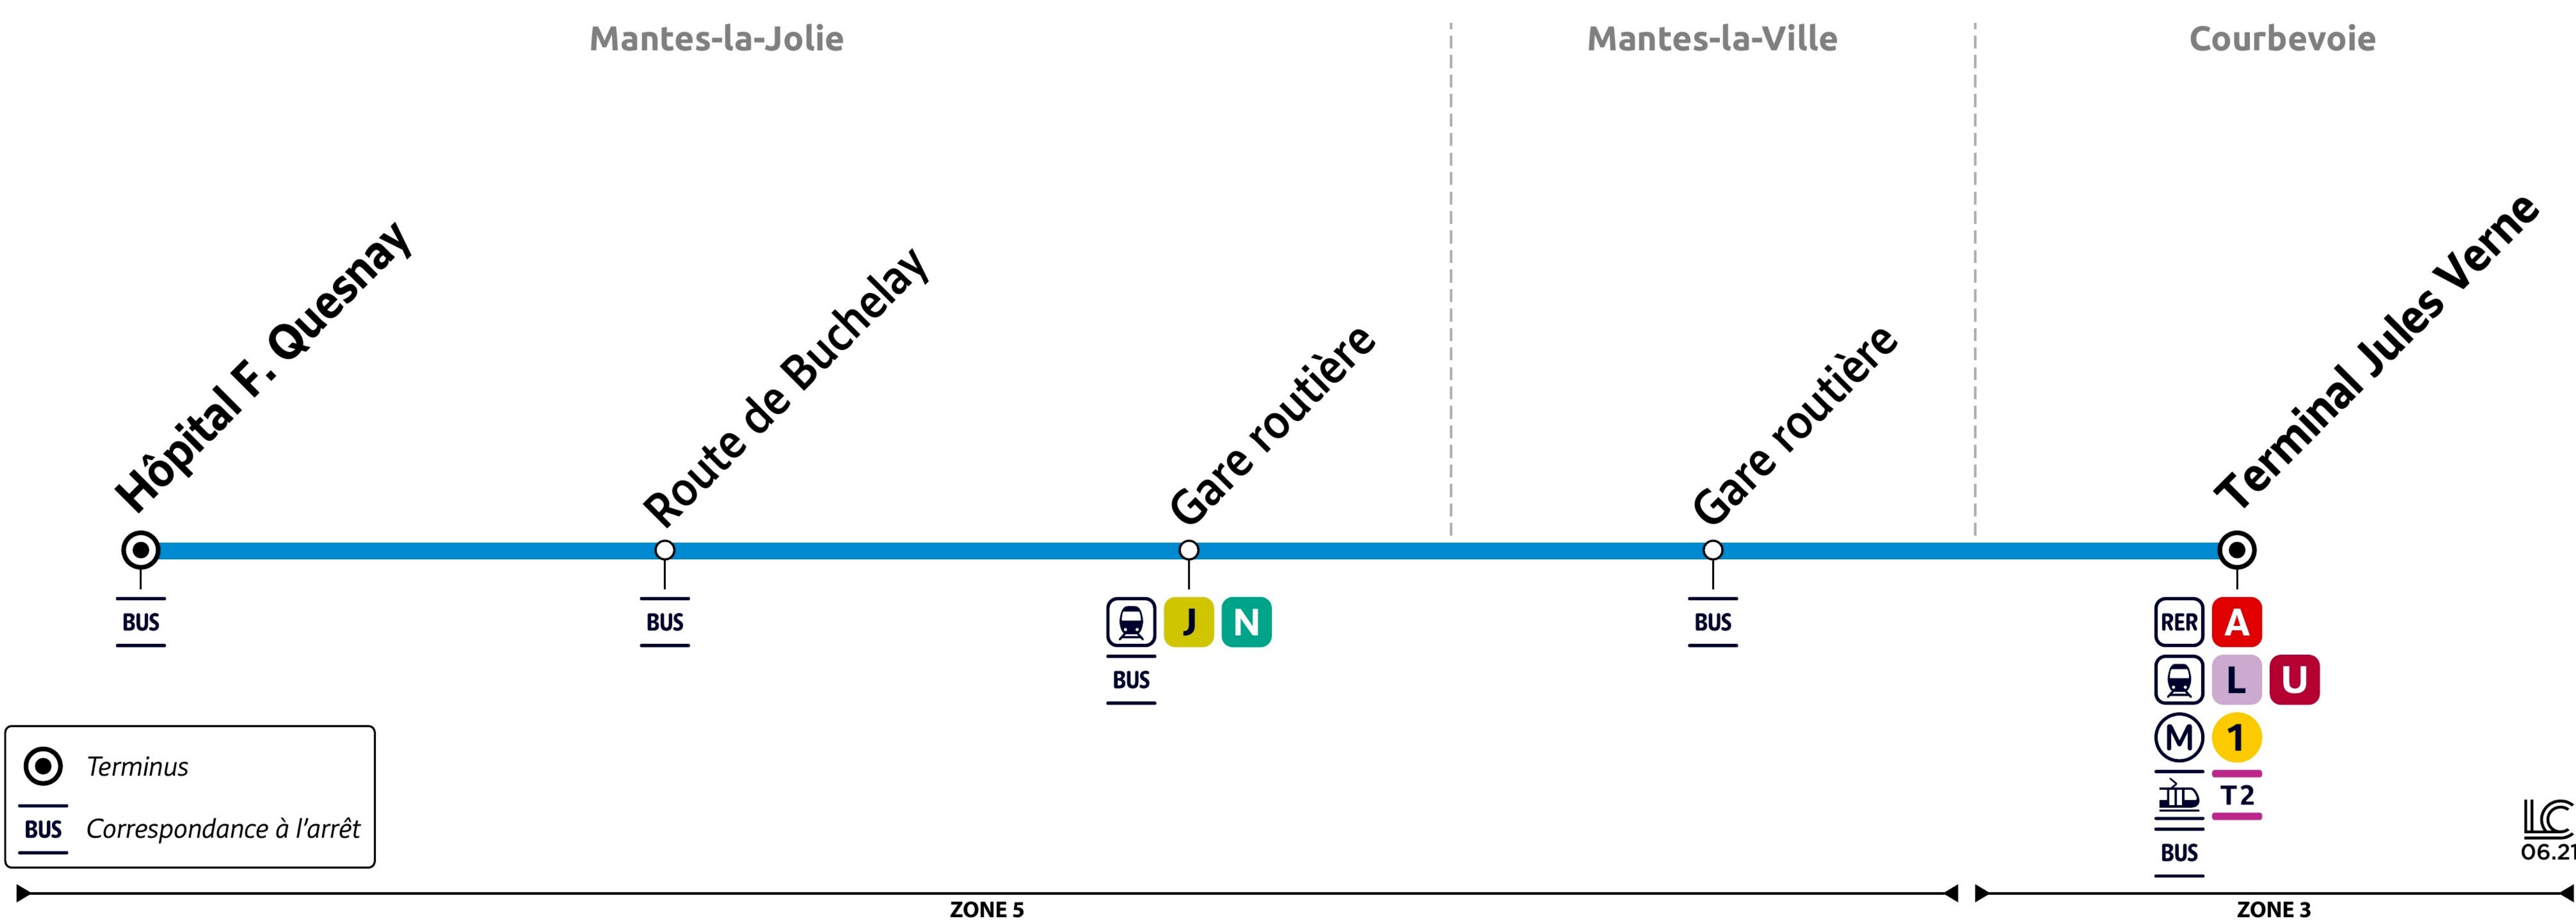 Mantes-la-Jolie
Mantes-la-Ville
Courbevoie
Hôpital F. Quesnay
Route de Buchelay
Gare routière
Gare routière
Terminal Jules Verne
BUS
BUS
J N
BUS
BUS
RER A
L U
M 1
T2
BUS
Terminus
BUS Correspondance à l'arrêt
LC
06.21
ZONE 5
ZONE 3